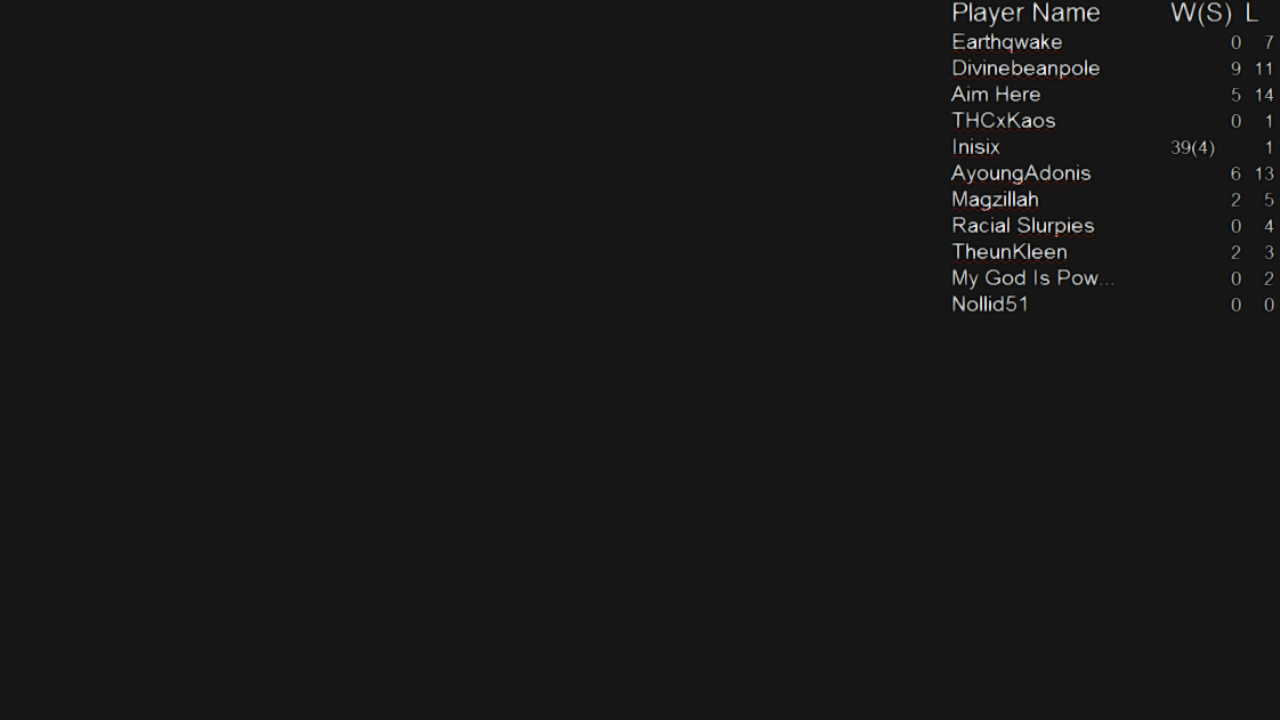 Player Name W(S) L
Earthqwake 0 7
Divinebeanpole 9 11
Aim Here 5 14
THCxKaos 0 1
Inisix 39(4) 1
AyoungAdonis 6 13
Magzillah 2 5
Racial Slurpies 0 4
TheunKleen 2 3
My God Is Pow... 0 2
Nollid51 0 0